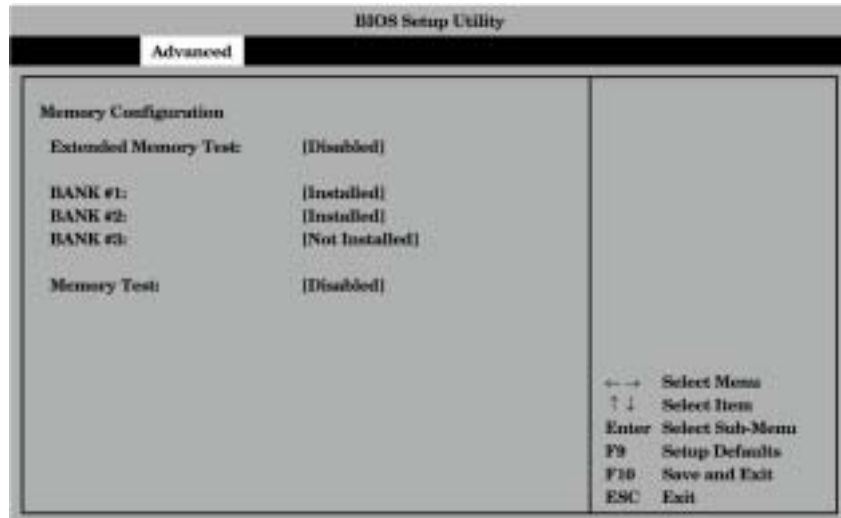 BIOS Setup Utility
Advanced
Memory Configuration
Extended Memory Test: [Disabled]
BANK #1: [Installed]
BANK #2: [Installed]
BANK #3: [Not Installed]
Memory Test: [Disabled]
←→ Select Menu
↑↓ Select Item
Enter Select Sub-Menu
F9 Setup Defaults
F10 Save and Exit
ESC Exit